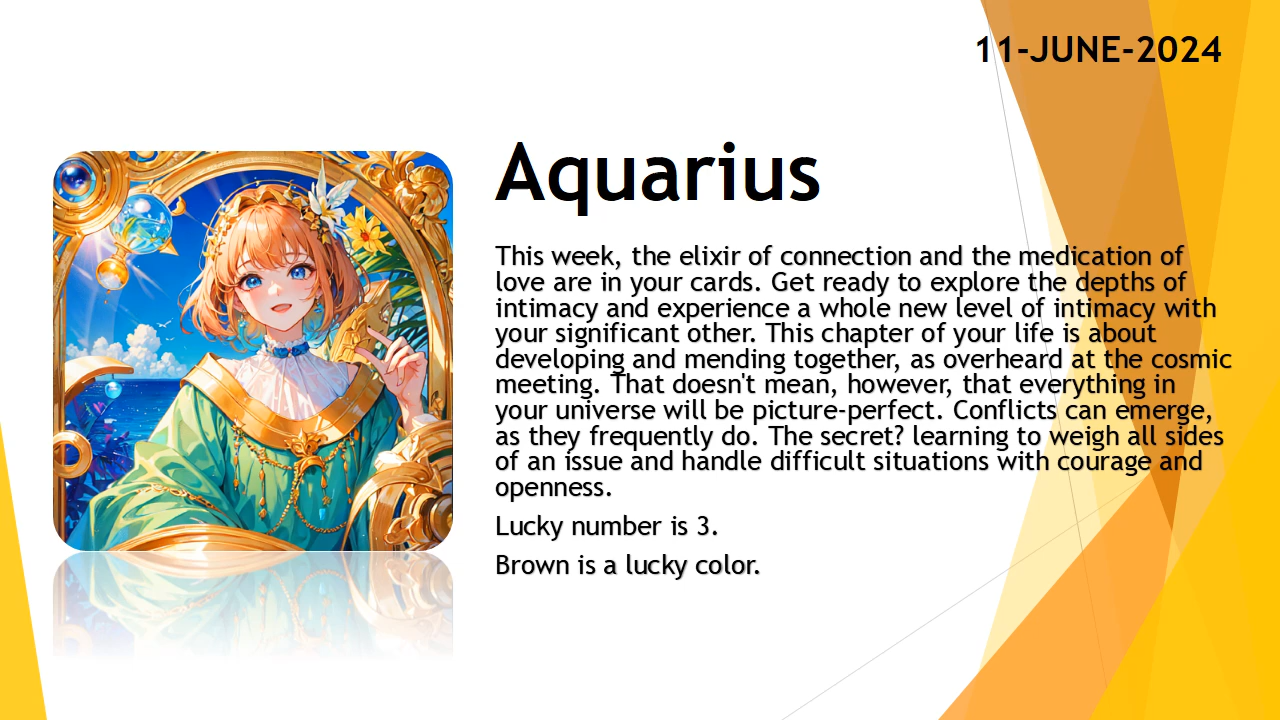 11-JUNE-2024
Aquarius
This week, the elixir of connection and the medication of
love are in your cards. Get ready to explore the depths of
intimacy and experience a whole new level of intimacy with
your significant other. This chapter of your life is about
developing and mending together, as overheard at the cosmic
meeting. That doesn't mean, however, that everything in
your universe will be picture-perfect. Conflicts can emerge,
as they frequently do. The secret? learning to weigh all sides
of an issue and handle difficult situations with courage and
openness.
Lucky number is 3.
Brown is a lucky color.